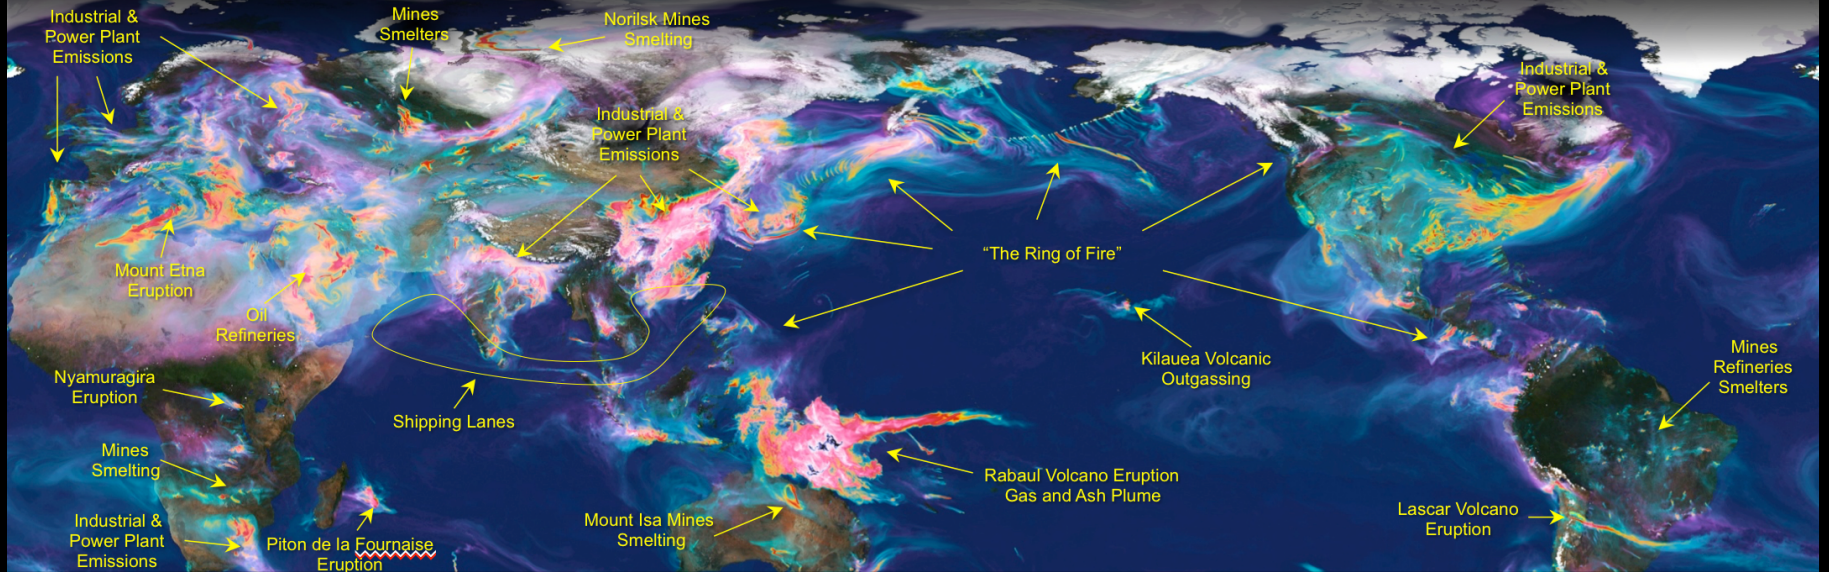 Industrial &
Power Plant
Emissions
Mines
Smelters
Norilsk Mines
Smelting
Industrial &
Power Plant
Emissions
Industrial &
Power Plant
Emissions
Mount Etna
Eruption
Oil
Refineries
“The Ring of Fire”
Kilauea Volcanic
Outgassing
Mines
Refineries
Smelters
Nyamuragira
Eruption
Shipping Lanes
Mines
Smelting
Rabaul Volcano Eruption
Gas and Ash Plume
Lascar Volcano
Eruption
Industrial &
Power Plant
Emissions
Piton de la Fournaise
Eruption
Mount Isa Mines
Smelting